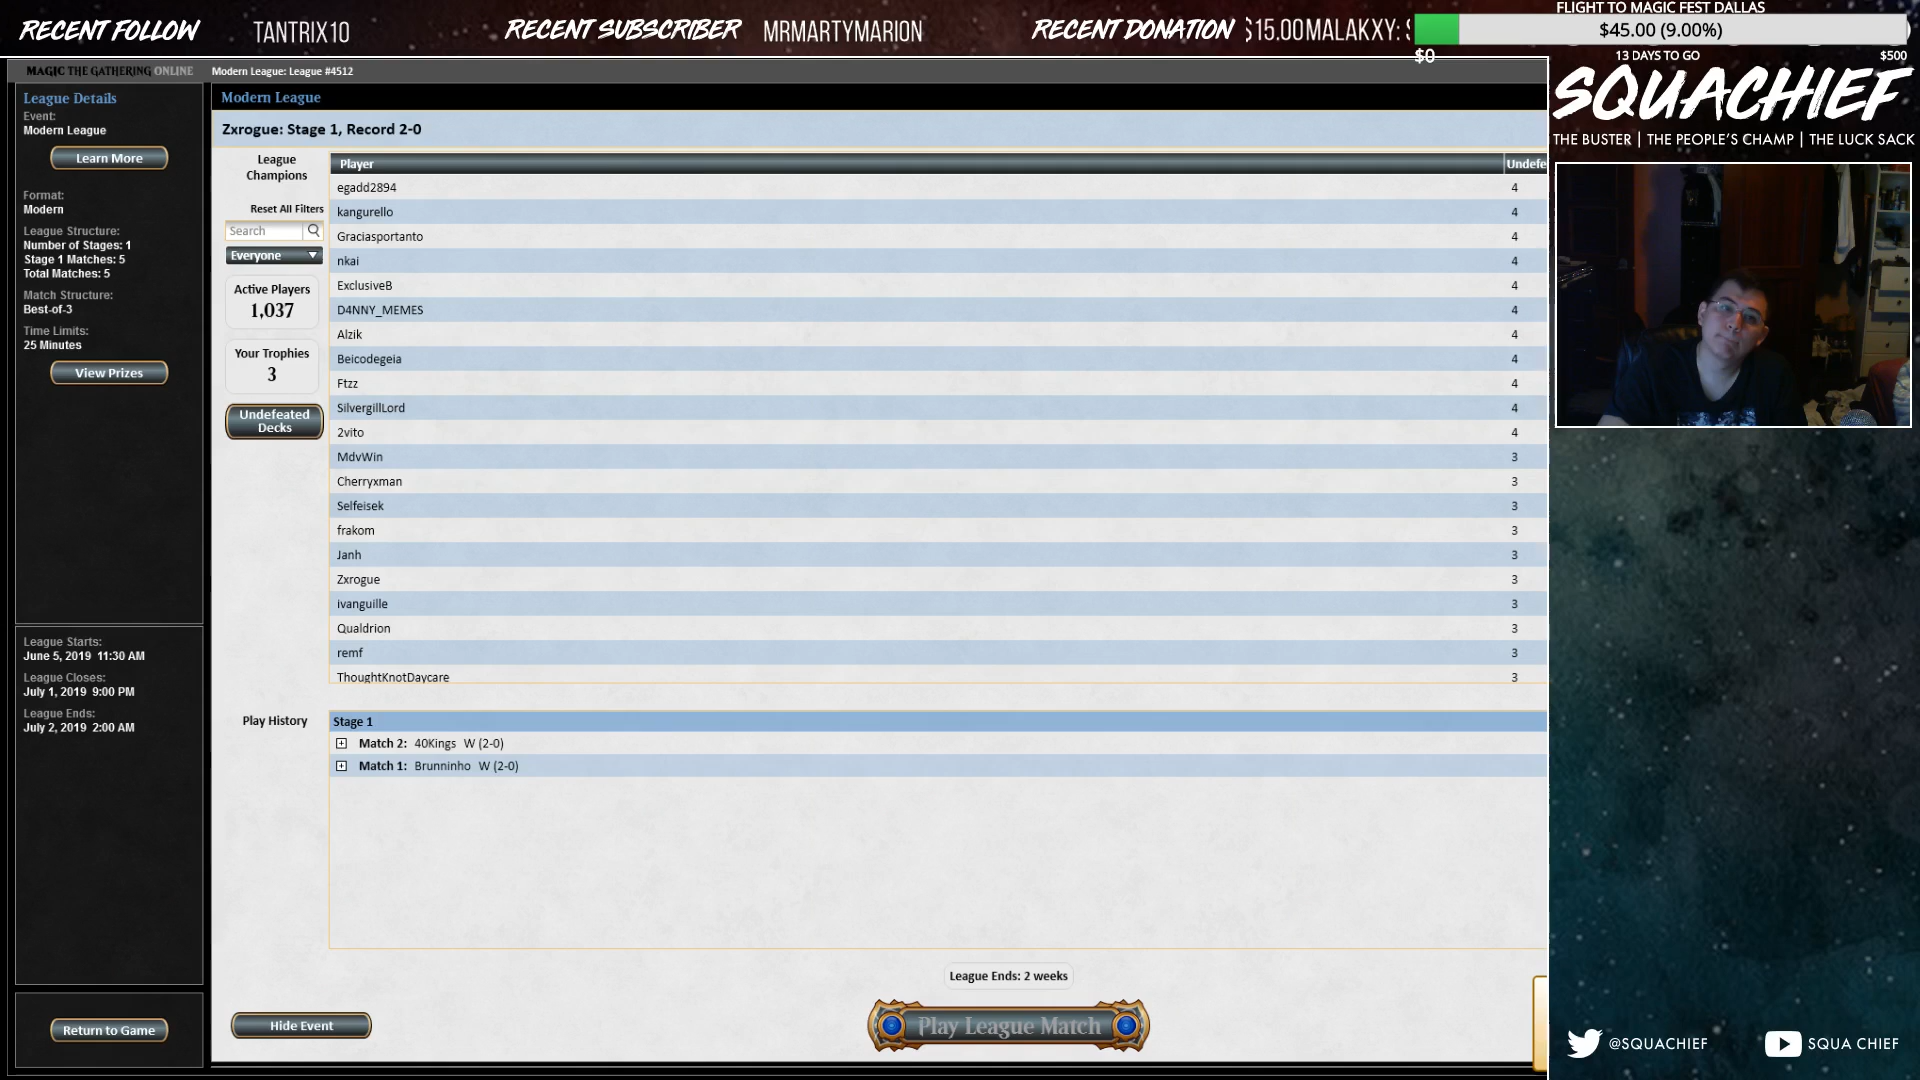 RECENT FOLLOW TANTRIX10 RECENT SUBSCRIBER MRMARTYMARION RECENT DONATION $15.00MALAKXY:
FLIGHT TO MAGIC FEST DALLAS
$45.00 (9.00%)
$0 13 DAYS TO GO $500
SQUACHIEF
THE BUSTER | THE PEOPLE'S CHAMP | THE LUCK SACK
MAGIC THE GATHERING ONLINE Modern League: League #4512
League Details
Event:
Modern League
Learn More
Format:
Modern
League Structure:
Number of Stages: 1
Stage 1 Matches: 5
Total Matches: 5
Match Structure:
Best-of-3
Time Limits:
25 Minutes
View Prizes
League Starts:
June 5, 2019 11:30 AM
League Closes:
July 1, 2019 9:00 PM
League Ends:
July 2, 2019 2:00 AM
Return to Game
Modern League
Zxrogue: Stage 1, Record 2-0
League
Champions
Reset All Filters
Search
Everyone
Active Players
1,037
Your Trophies
3
Undefeated
Decks
Player Undefe
egadd2894 4
kangurello 4
Graciasportanto 4
nkai 4
ExclusiveB 4
D4NNY_MEMES 4
Alzik 4
Beicodegeia 4
Ftzz 4
SilvergillLord 4
2vito 4
MdvWin 3
Cherryxman 3
Selfeisek 3
frakom 3
Janh 3
Zxrogue 3
ivanguille 3
Qualdrion 3
remf 3
ThoughtKnotDaycare 3
Play History
Stage 1
Match 2: 40Kings W (2-0)
Match 1: Brunninho W (2-0)
League Ends: 2 weeks
Hide Event
Play League Match
@SQUACHIEF SQUA CHIEF